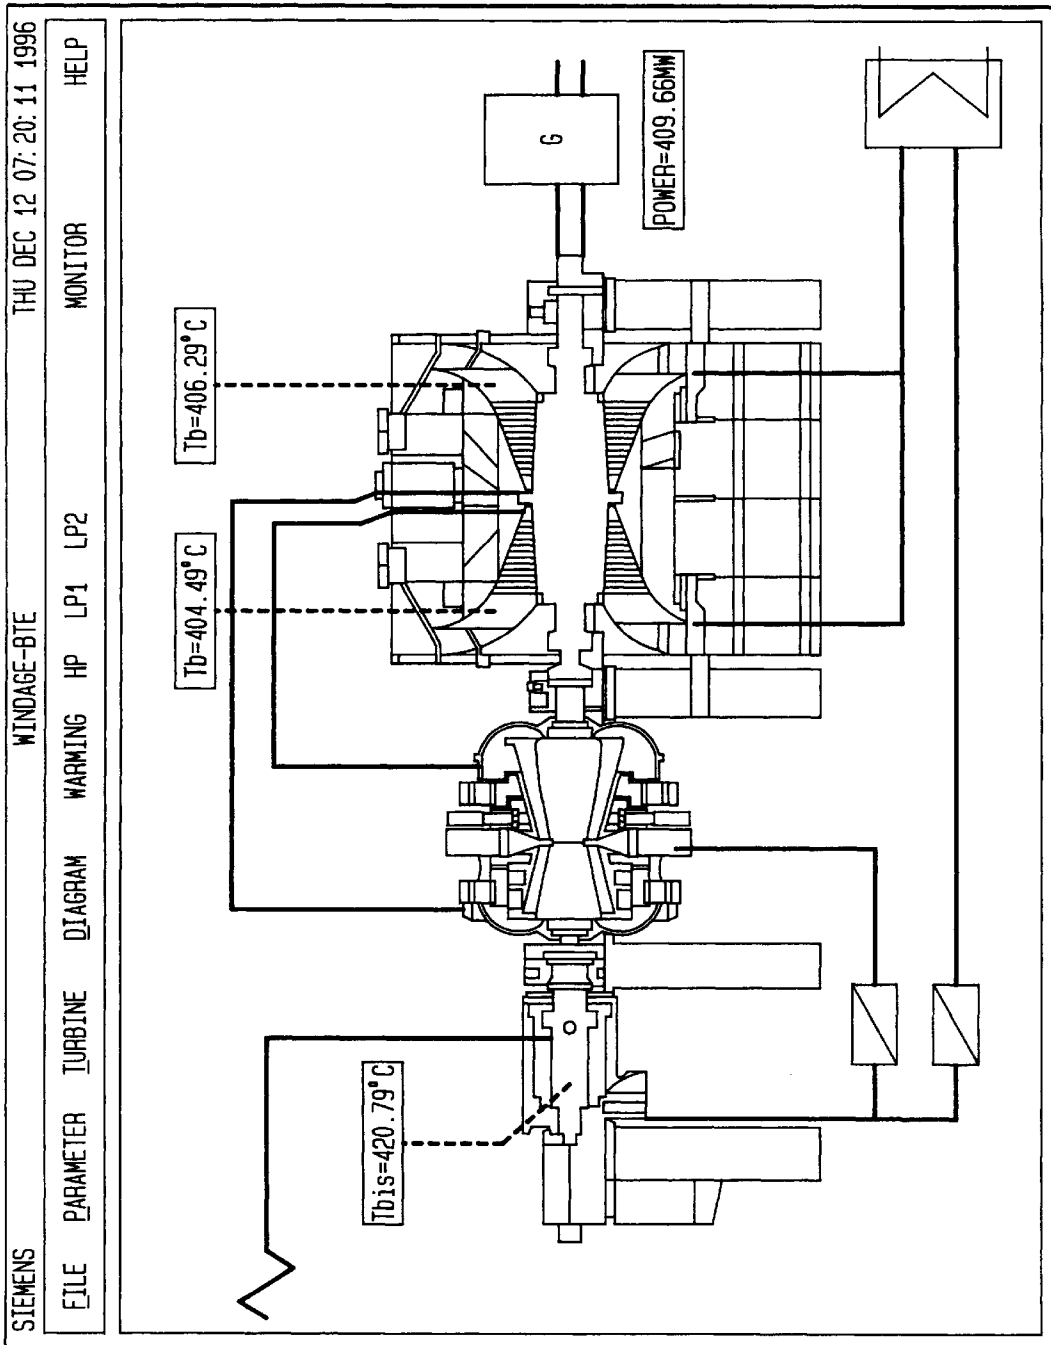 SIEMENS WINDAGE-BTE THU DEC 12 07:20:11 1996
FILE PARAMETER TURBINE DIAGRAM WARMING HP LP1 LP2 MONITOR HELP
Tb=404.49°C
Tb=406.29°C
Tbis=420.79°C
G
POWER=409.66MW